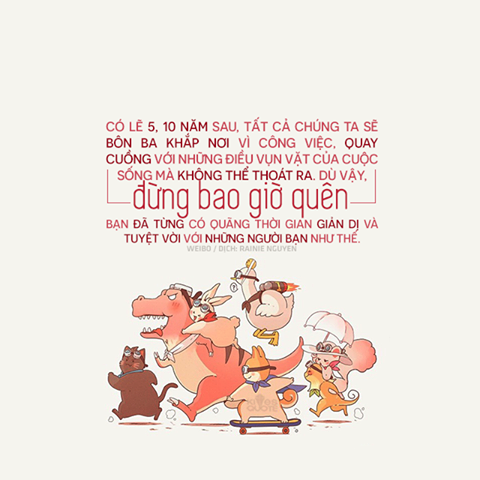 CÓ LẼ 5, 10 NĂM SAU, TẤT CẢ CHÚNG TA SẼ
BÔN BA KHẮP NƠI VÌ CÔNG VIỆC, QUAY
CUỒNG VỚI NHỮNG ĐIỀU VỤN VẶT CỦA CUỘC
SỐNG MÀ KHÔNG THỂ THOÁT RA. DÙ VẬY,
đừng bao giờ quên
BẠN ĐÃ TỪNG CÓ QUÃNG THỜI GIAN GIẢN DỊ VÀ
TUYỆT VỜI VỚI NHỮNG NGƯỜI BẠN NHƯ THẾ.
WEIBO / DỊCH: RAINIE NGUYEN